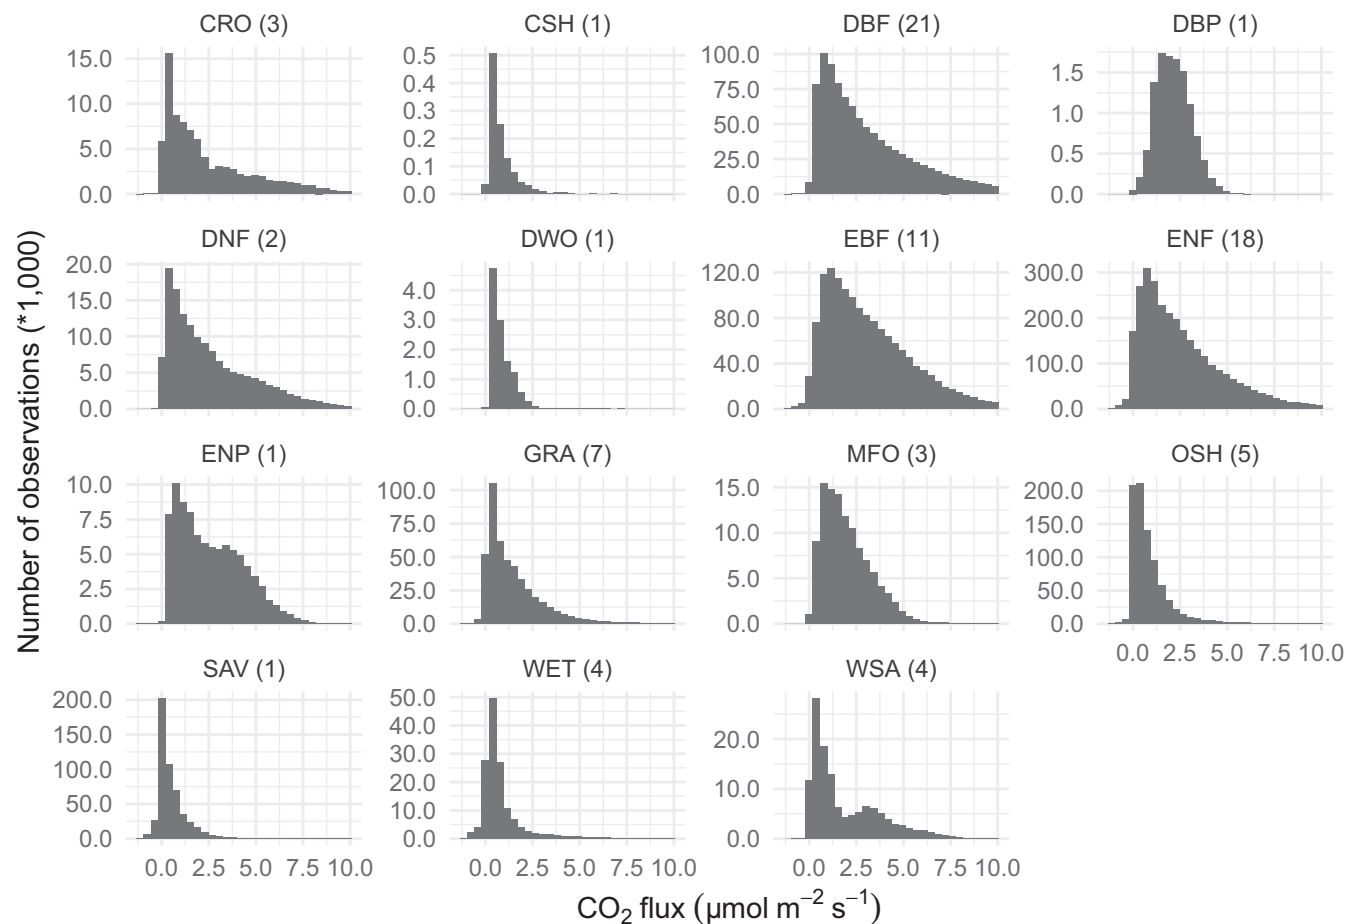 CRO (3) CSH (1) DBF (21) DBP (1)
15.0 0.5 100.0 1.5
0.4 75.0
10.0 0.3 1.0
50.0
5.0 0.2 0.5
0.1 25.0
0.0 0.0 0.0 0.0
DNF (2) DWO (1) EBF (11) ENF (18)
20.0 120.0 300.0
15.0 4.0
3.0 80.0 200.0
10.0 2.0
5.0 1.0 40.0 100.0
0.0 0.0 0.0 0.0
ENP (1) GRA (7) MFO (3) OSH (5)
10.0 100.0 15.0 200.0
7.5 75.0 150.0
10.0
5.0 50.0 100.0
2.5 25.0 5.0 50.0
0.0 0.0 0.0 0.0
0.0 2.5 5.0 7.5 10.0
SAV (1) WET (4) WSA (4)
200.0 50.0
150.0 40.0 20.0
100.0 30.0
20.0 10.0
50.0 10.0
0.0 0.0 0.0
0.0 2.5 5.0 7.5 10.0 0.0 2.5 5.0 7.5 10.0 0.0 2.5 5.0 7.5 10.0
Number of observations (*1,000)
CO₂ flux (µmol m⁻² s⁻¹)